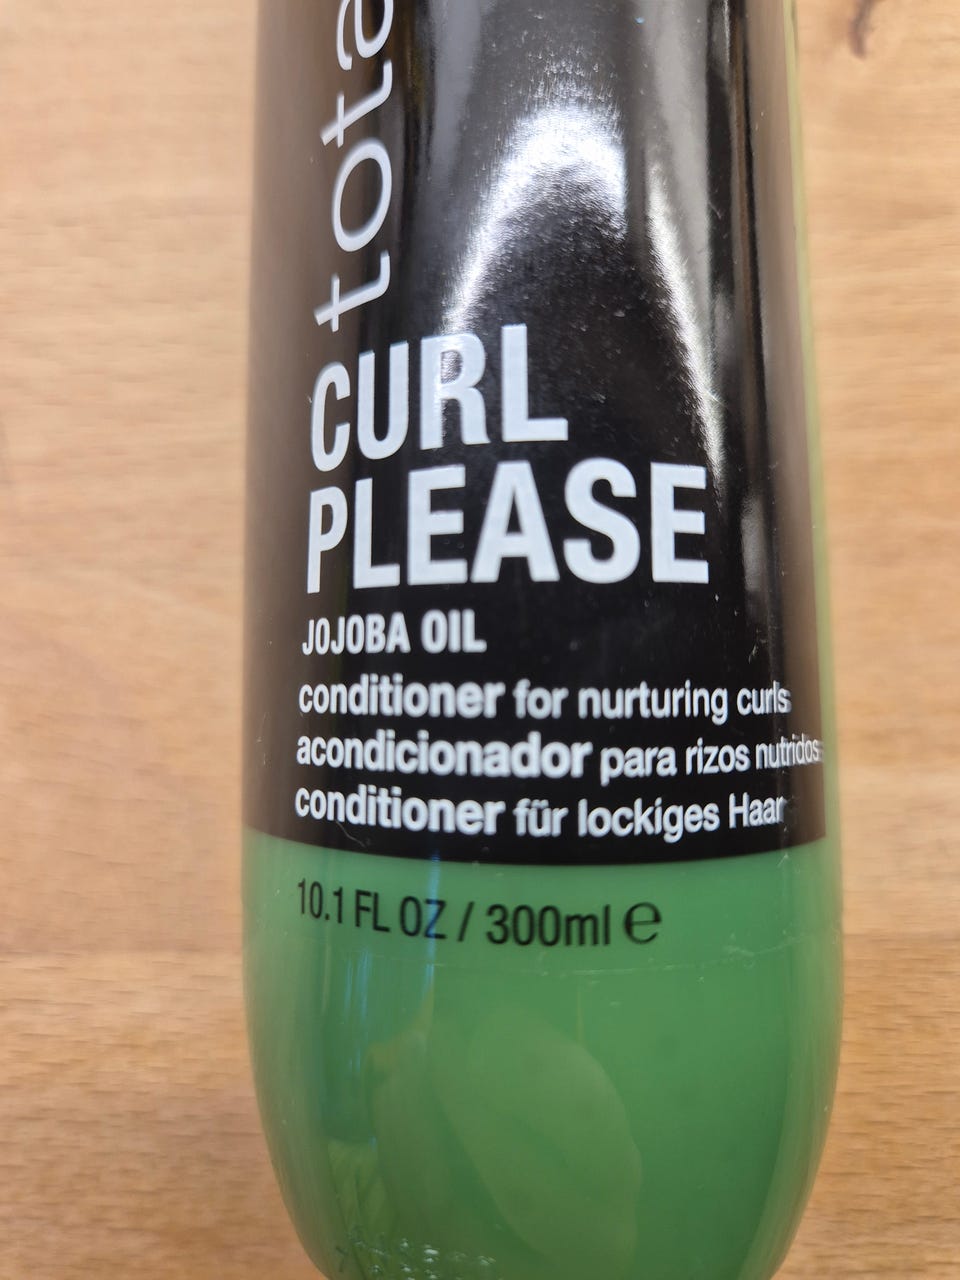 tota
CURL
PLEASE
JOJOBA OIL
conditioner for nurturing curls
acondicionador para rizos nutridos
conditioner für lockiges Haar
10.1 FL OZ / 300ml ℮